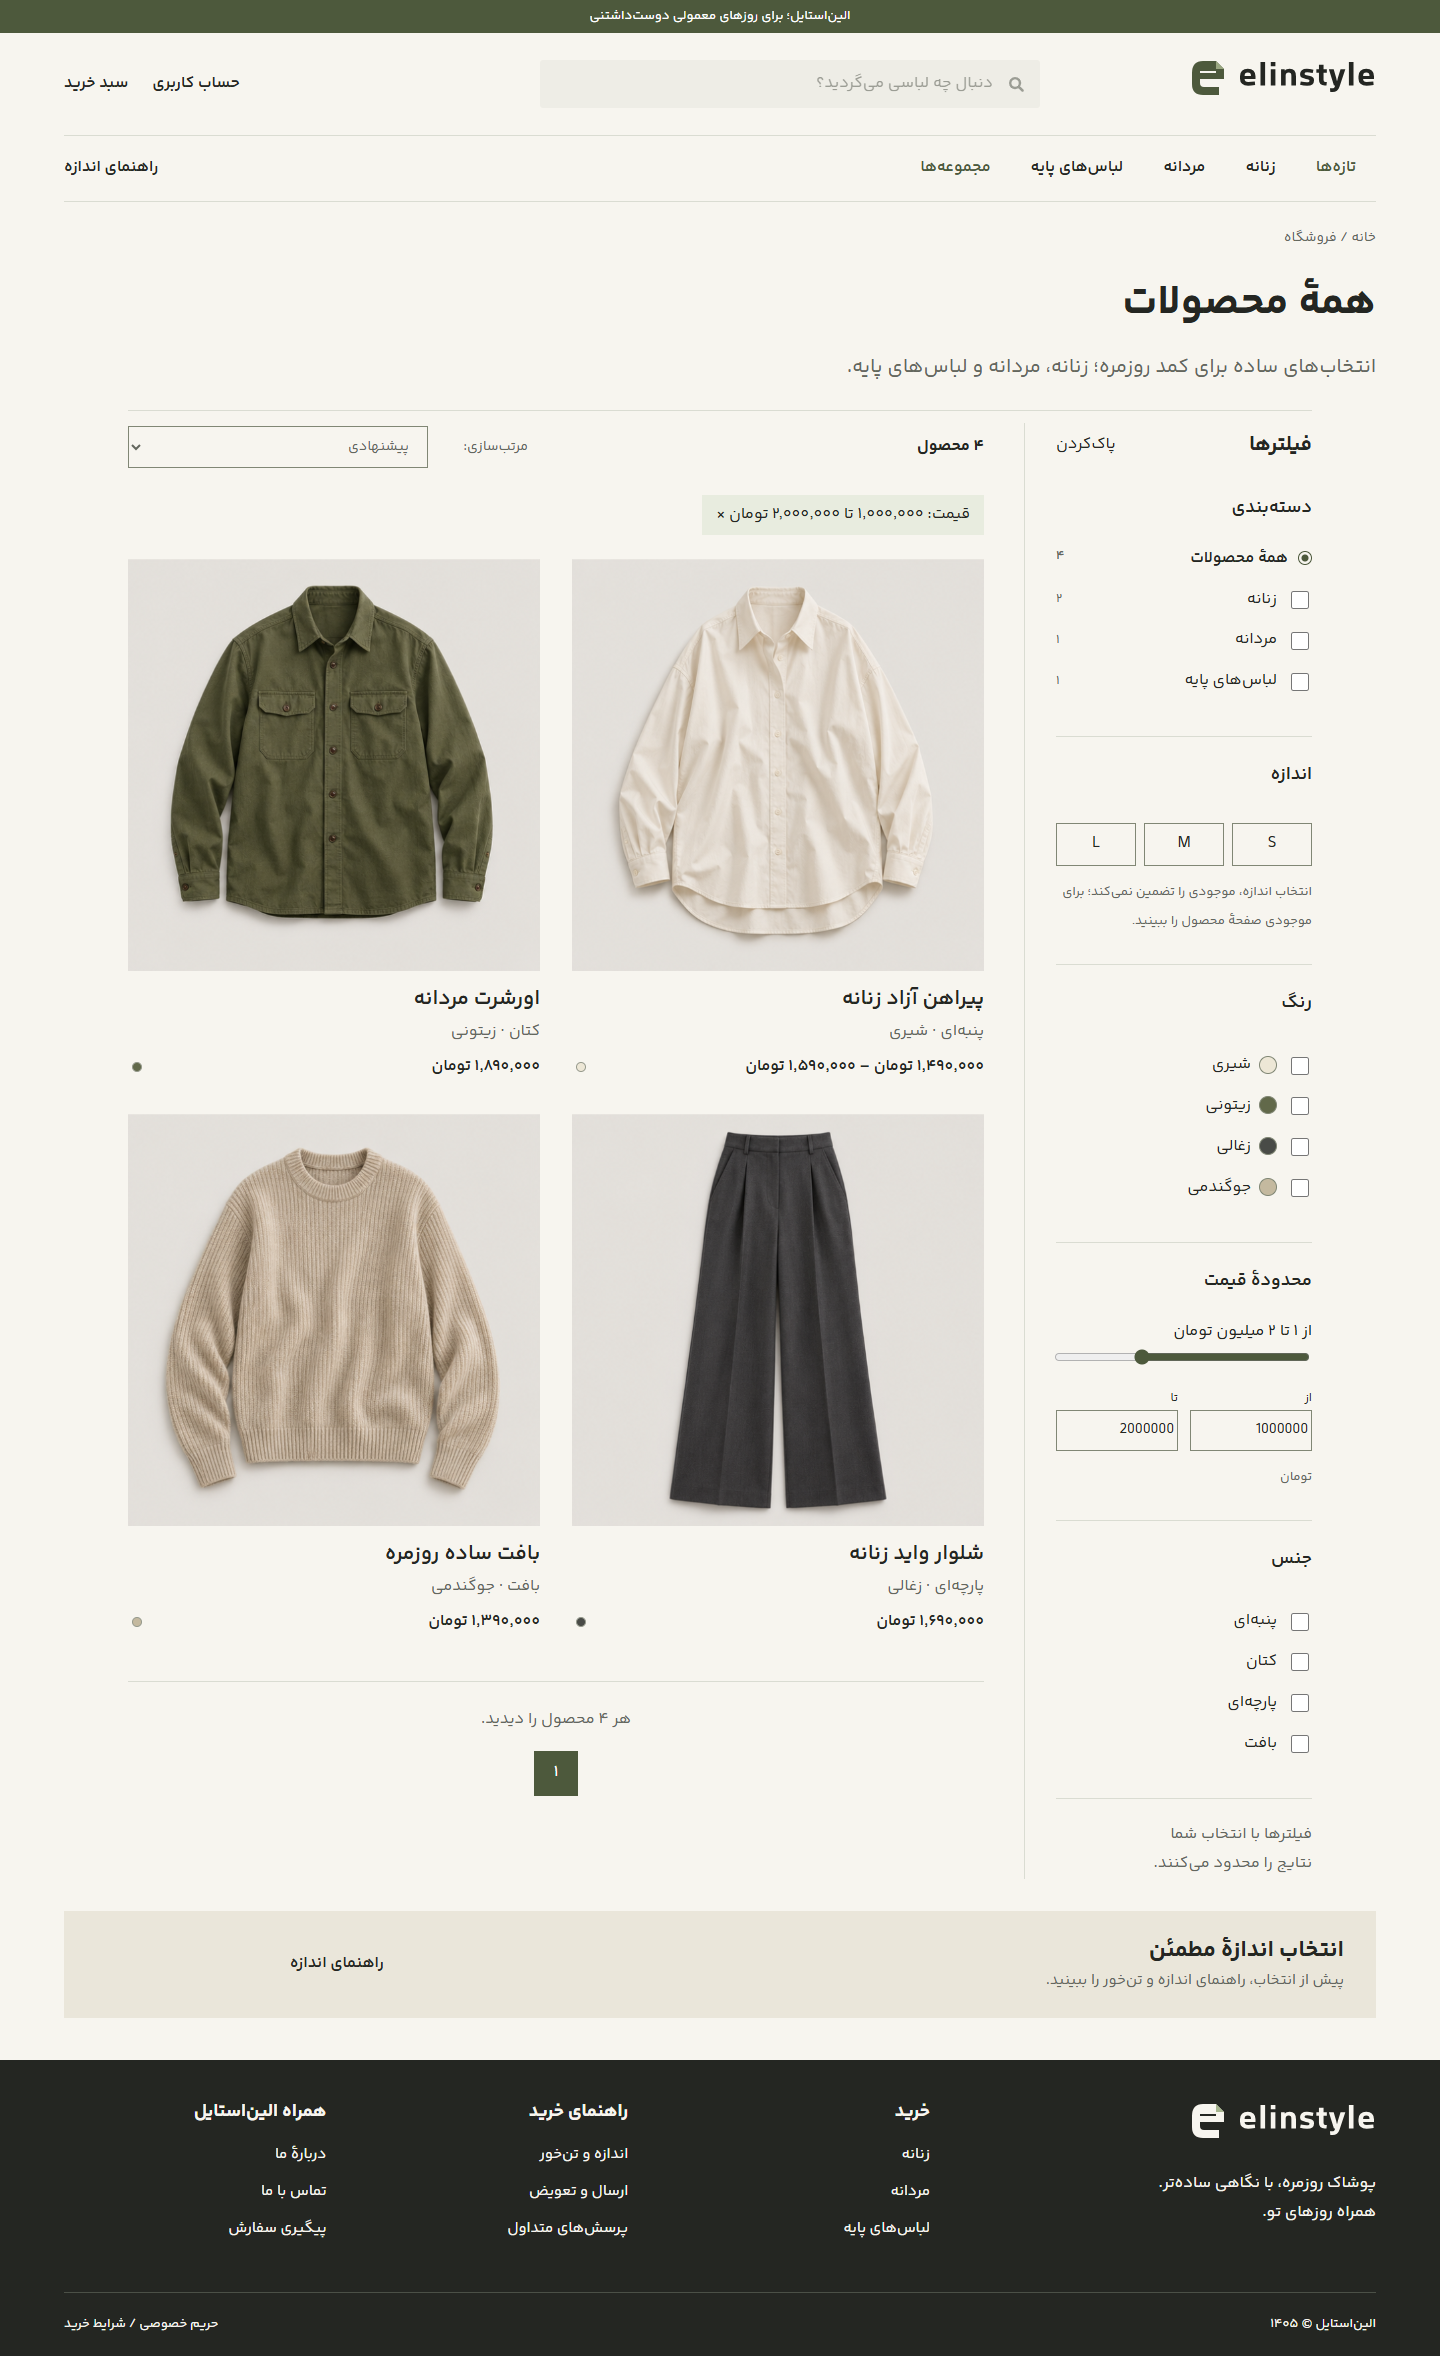 الین‌استایل؛ برای روزهای معمولی دوست‌داشتنی
elinstyle
دنبال چه لباسی می‌گردید؟
حساب کاربری
سبد خرید
تازه‌ها
زنانه
مردانه
لباس‌های پایه
مجموعه‌ها
راهنمای اندازه
خانه / فروشگاه
همهٔ محصولات
انتخاب‌های ساده برای کمد روزمره؛ زنانه، مردانه و لباس‌های پایه.
فیلترها
پاک‌کردن
دسته‌بندی
همهٔ محصولات ۴
زنانه ۲
مردانه ۱
لباس‌های پایه ۱
اندازه
S
M
L
انتخاب اندازه، موجودی را تضمین نمی‌کند؛ برای
موجودی صفحهٔ محصول را ببینید.
رنگ
شیری
زیتونی
زغالی
جوگندمی
محدودهٔ قیمت
از ۱ تا ۲ میلیون تومان
از
تا
1000000
2000000
تومان
جنس
پنبه‌ای
کتان
پارچه‌ای
بافت
فیلترها با انتخاب شما
نتایج را محدود می‌کنند.
۴ محصول
مرتب‌سازی:
پیشنهادی
قیمت: ۱,۰۰۰,۰۰۰ تا ۲,۰۰۰,۰۰۰ تومان ×
پیراهن آزاد زنانه
پنبه‌ای · شیری
۱,۴۹۰,۰۰۰ تومان – ۱,۵۹۰,۰۰۰ تومان
اورشرت مردانه
کتان · زیتونی
۱,۸۹۰,۰۰۰ تومان
شلوار واید زنانه
پارچه‌ای · زغالی
۱,۶۹۰,۰۰۰ تومان
بافت ساده روزمره
بافت · جوگندمی
۱,۳۹۰,۰۰۰ تومان
هر ۴ محصول را دیدید.
۱
انتخاب اندازهٔ مطمئن
پیش از انتخاب، راهنمای اندازه و تن‌خور را ببینید.
راهنمای اندازه
elinstyle
پوشاک روزمره، با نگاهی ساده‌تر.
همراه روزهای تو.
خرید
زنانه
مردانه
لباس‌های پایه
راهنمای خرید
اندازه و تن‌خور
ارسال و تعویض
پرسش‌های متداول
همراه الین‌استایل
دربارهٔ ما
تماس با ما
پیگیری سفارش
الین‌استایل © ۱۴۰۵
حریم خصوصی / شرایط خرید